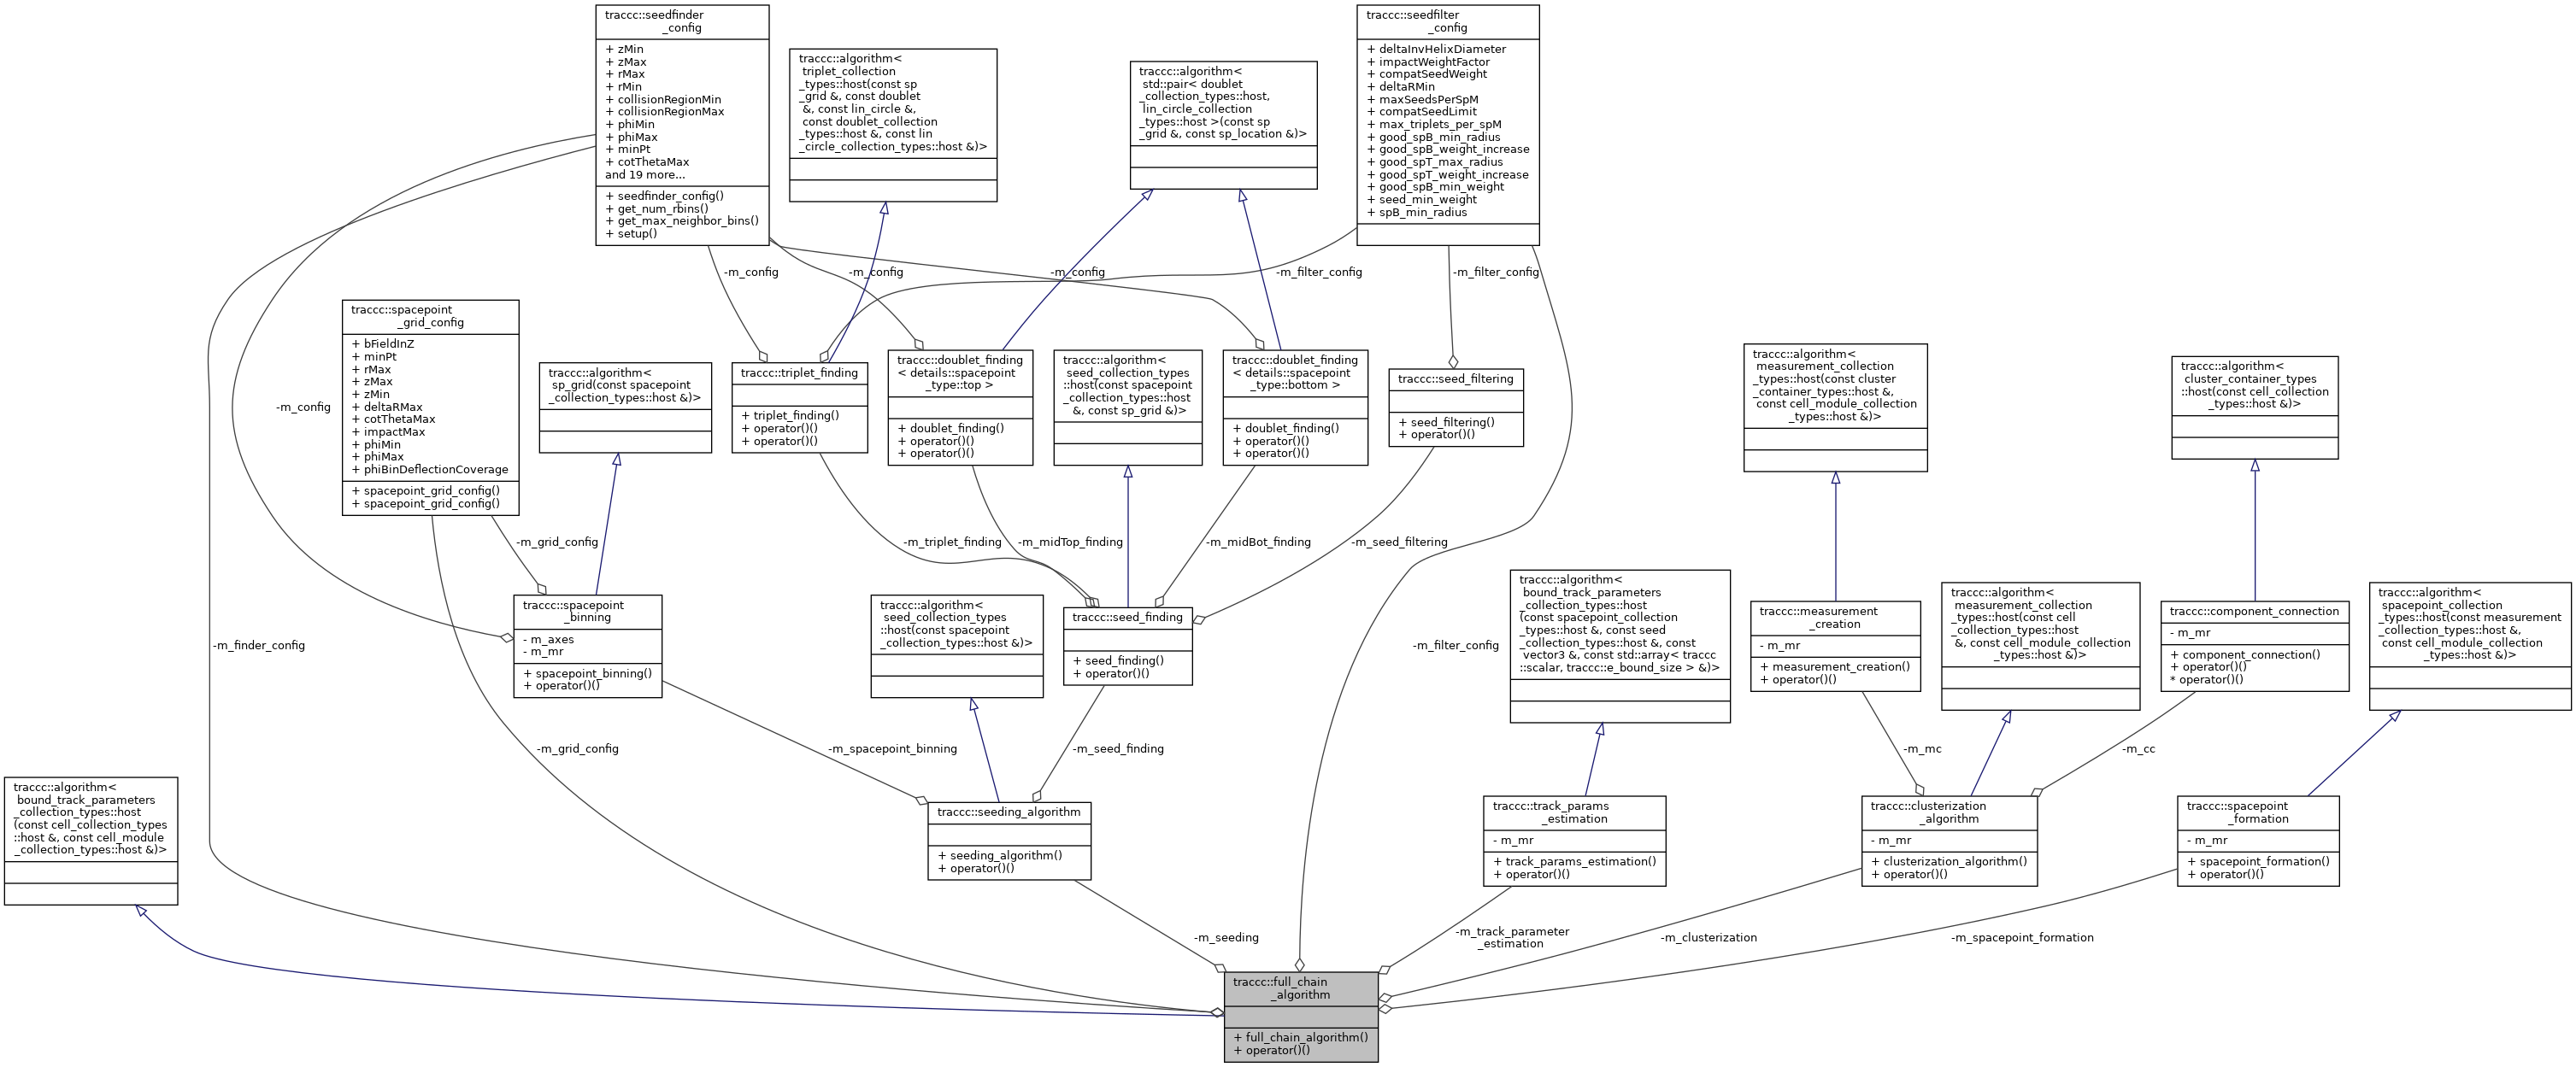 traccc::seedfinder
_config
+ zMin
+ zMax
+ rMax
+ rMin
+ collisionRegionMin
+ collisionRegionMax
+ phiMin
+ phiMax
+ minPt
+ cotThetaMax
and 19 more...
+ seedfinder_config()
+ get_num_rbins()
+ get_max_neighbor_bins()
+ setup()
traccc::algorithm<
triplet_collection
_types::host(const sp
_grid &, const doublet
&, const lin_circle &,
const doublet_collection
_types::host &, const lin
_circle_collection_types::host &)>
traccc::algorithm<
std::pair< doublet
_collection_types::host,
lin_circle_collection
_types::host >(const sp
_grid &, const sp_location &)>
traccc::seedfilter
_config
+ deltaInvHelixDiameter
+ impactWeightFactor
+ compatSeedWeight
+ deltaRMin
+ maxSeedsPerSpM
+ compatSeedLimit
+ max_triplets_per_spM
+ good_spB_min_radius
+ good_spB_weight_increase
+ good_spT_max_radius
+ good_spT_weight_increase
+ good_spB_min_weight
+ seed_min_weight
+ spB_min_radius
-m_config
-m_config
-m_config
-m_filter_config
-m_filter_config
traccc::spacepoint
_grid_config
+ bFieldInZ
+ minPt
+ rMax
+ zMax
+ zMin
+ deltaRMax
+ cotThetaMax
+ impactMax
+ phiMin
+ phiMax
+ phiBinDeflectionCoverage
+ spacepoint_grid_config()
+ spacepoint_grid_config()
-m_config
traccc::algorithm<
sp_grid(const spacepoint
_collection_types::host &)>
traccc::triplet_finding
+ triplet_finding()
+ operator()()
+ operator()()
traccc::doublet_finding
< details::spacepoint
_type::top >
+ doublet_finding()
+ operator()()
+ operator()()
traccc::algorithm<
seed_collection_types
::host(const spacepoint
_collection_types::host
&, const sp_grid &)>
traccc::doublet_finding
< details::spacepoint
_type::bottom >
+ doublet_finding()
+ operator()()
+ operator()()
traccc::seed_filtering
+ seed_filtering()
+ operator()()
traccc::algorithm<
measurement_collection
_types::host(const cluster
_container_types::host &,
const cell_module_collection
_types::host &)>
traccc::algorithm<
cluster_container_types
::host(const cell_collection
_types::host &)>
-m_grid_config
-m_triplet_finding
-m_midTop_finding
-m_midBot_finding
-m_seed_filtering
traccc::spacepoint
_binning
- m_axes
- m_mr
+ spacepoint_binning()
+ operator()()
traccc::algorithm<
seed_collection_types
::host(const spacepoint
_collection_types::host &)>
traccc::seed_finding
+ seed_finding()
+ operator()()
traccc::algorithm<
bound_track_parameters
_collection_types::host
(const spacepoint_collection
_types::host &, const seed
_collection_types::host &, const
vector3 &, const std::array< traccc
::scalar, traccc::e_bound_size > &)>
traccc::measurement
_creation
- m_mr
+ measurement_creation()
+ operator()()
traccc::algorithm<
measurement_collection
_types::host(const cell
_collection_types::host
&, const cell_module_collection
_types::host &)>
traccc::component_connection
- m_mr
+ component_connection()
+ operator()()
* operator()()
traccc::algorithm<
spacepoint_collection
_types::host(const measurement
_collection_types::host &,
const cell_module_collection
_types::host &)>
-m_finder_config
-m_filter_config
-m_grid_config
-m_spacepoint_binning
-m_seed_finding
-m_mc
-m_cc
traccc::algorithm<
bound_track_parameters
_collection_types::host
(const cell_collection_types
::host &, const cell_module
_collection_types::host &)>
traccc::seeding_algorithm
+ seeding_algorithm()
+ operator()()
traccc::track_params
_estimation
- m_mr
+ track_params_estimation()
+ operator()()
traccc::clusterization
_algorithm
- m_mr
+ clusterization_algorithm()
+ operator()()
traccc::spacepoint
_formation
- m_mr
+ spacepoint_formation()
+ operator()()
-m_seeding
-m_track_parameter
_estimation
-m_clusterization
-m_spacepoint_formation
traccc::full_chain
_algorithm
+ full_chain_algorithm()
+ operator()()